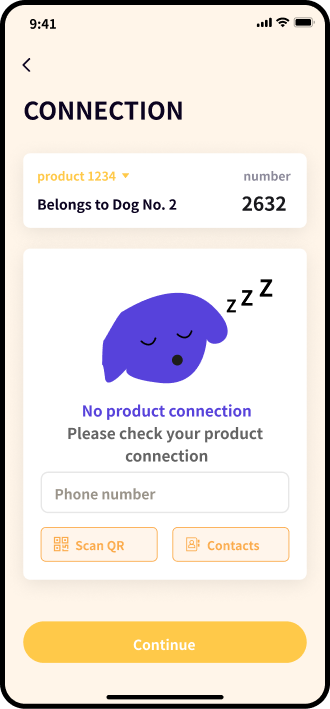 9:41
CONNECTION
product 1234 number
Belongs to Dog No. 2 2632
z z z
No product connection
Please check your product
connection
Phone number
Scan QR Contacts
Continue